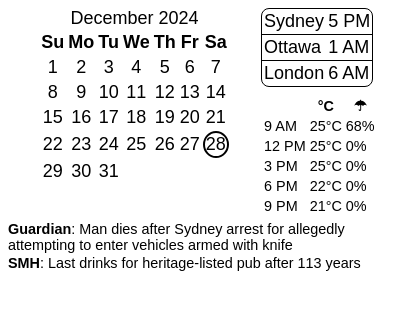 December 2024
Su Mo Tu We Th Fr Sa
1 2 3 4 5 6 7
8 9 10 11 12 13 14
15 16 17 18 19 20 21
22 23 24 25 26 27 28
29 30 31
Sydney 5 PM
Ottawa 1 AM
London 6 AM
°C ☂
9 AM 25°C 68%
12 PM 25°C 0%
3 PM 25°C 0%
6 PM 22°C 0%
9 PM 21°C 0%
Guardian: Man dies after Sydney arrest for allegedly
attempting to enter vehicles armed with knife
SMH: Last drinks for heritage-listed pub after 113 years